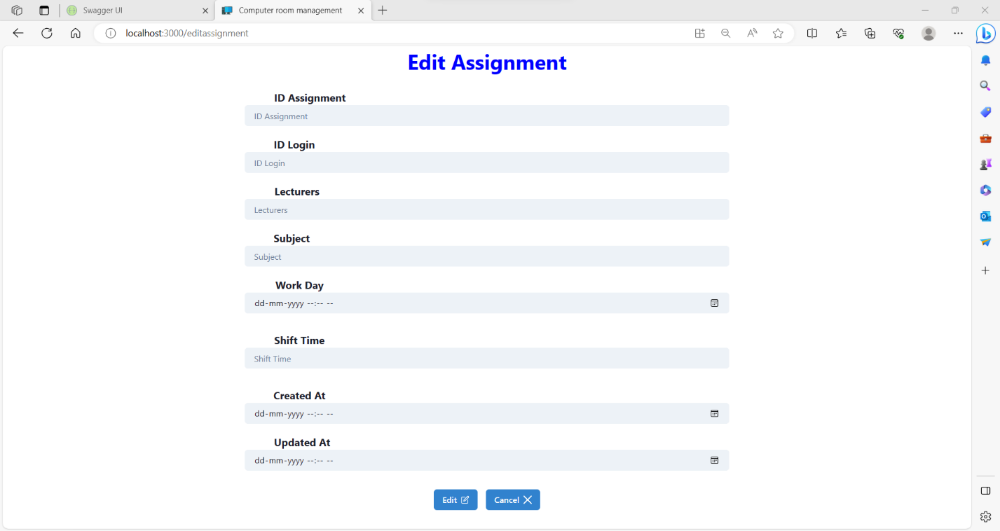 Swagger UI
Computer room management
localhost:3000/editassignment
Edit Assignment
ID Assignment
ID Assignment
ID Login
ID Login
Lecturers
Lecturers
Subject
Subject
Work Day
dd-mm-yyyy --:-- --
Shift Time
Shift Time
Created At
dd-mm-yyyy --:-- --
Updated At
dd-mm-yyyy --:-- --
Edit
Cancel